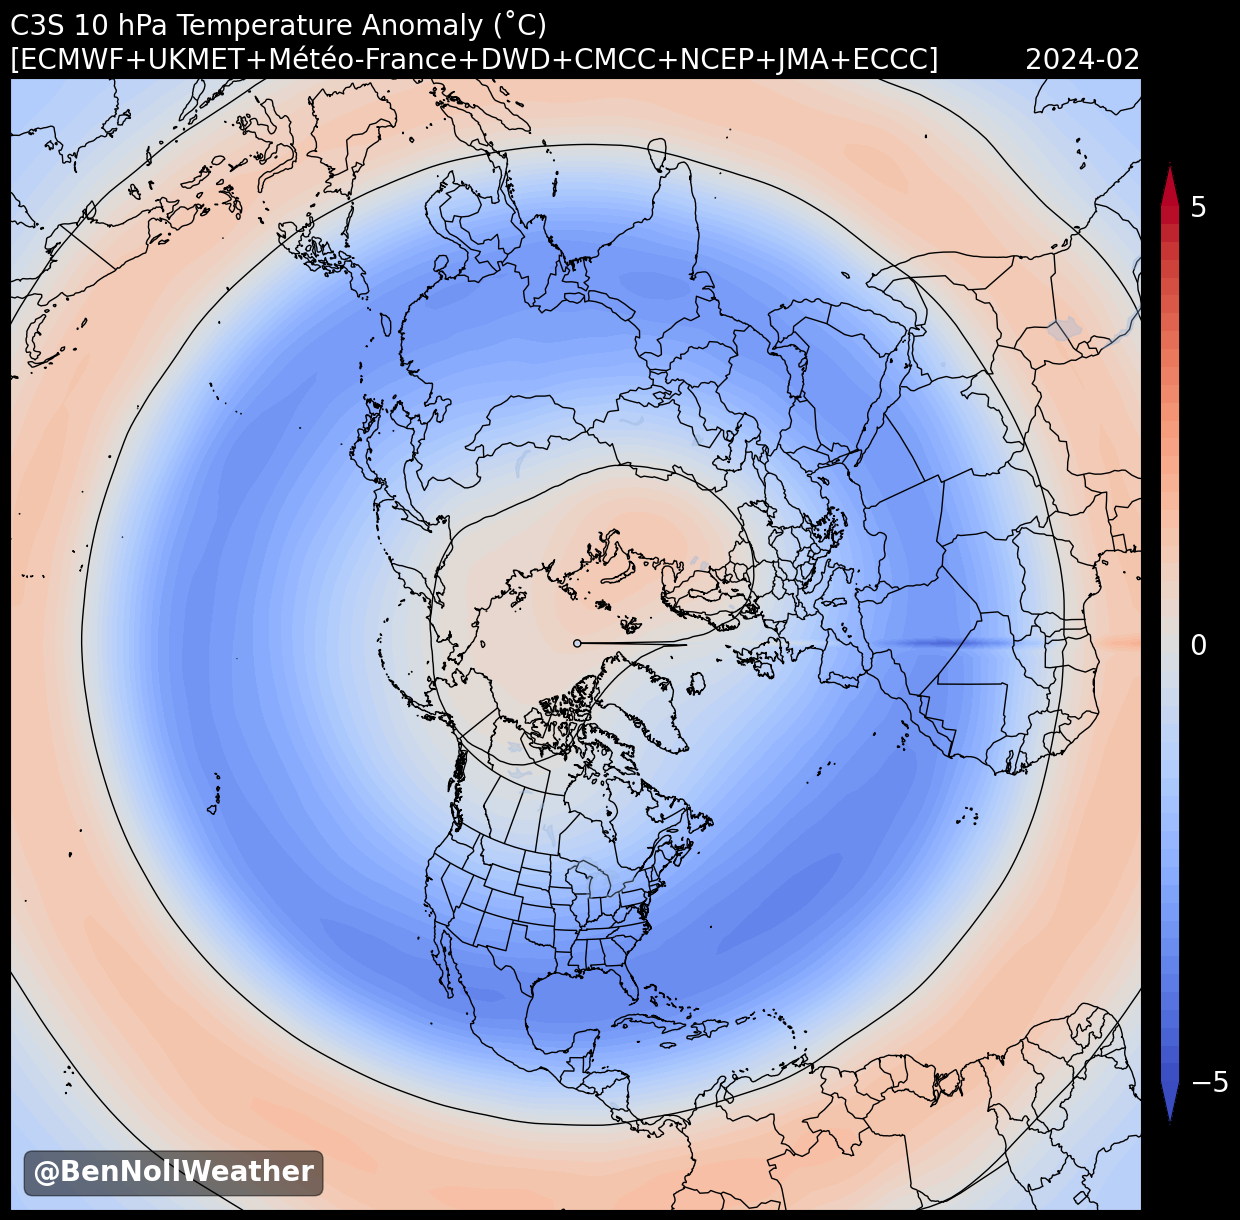 C3S 10 hPa Temperature Anomaly (˚C)
[ECMWF+UKMET+Météo-France+DWD+CMCC+NCEP+JMA+ECCC] 2024-02
5
0
−5
@BenNollWeather